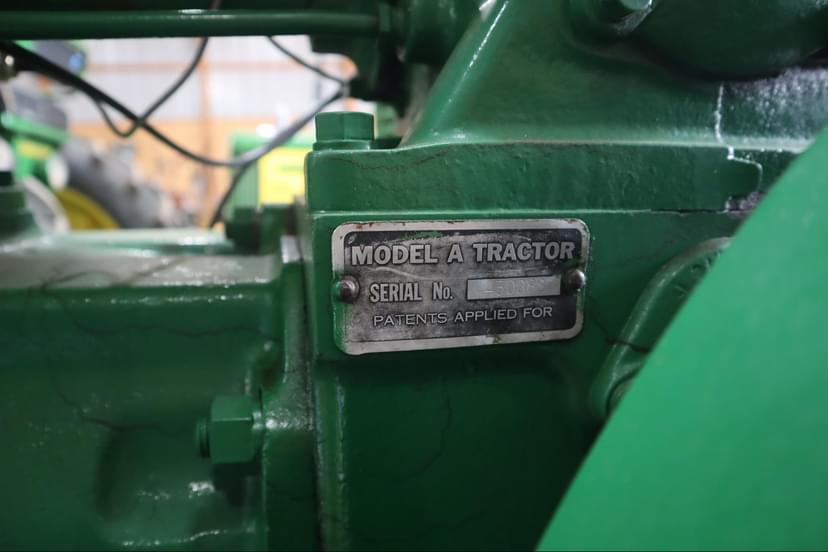 MODEL A TRACTOR
SERIAL No.
PATENTS APPLIED FOR